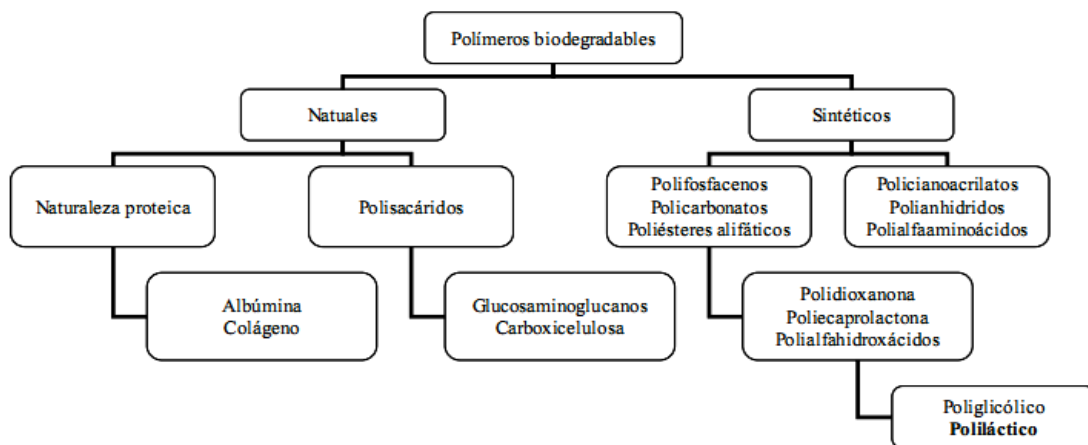 Polímeros biodegradables
Natuales
Sintéticos
Naturaleza proteica
Polisacáridos
Polifosfacenos
Policarbonatos
Poliésteres alifáticos
Policianoacrilatos
Polianhidridos
Polialfaaminoácidos
Albúmina
Colágeno
Glucosaminoglucanos
Carboxicelulosa
Polidioxanona
Poliecaprolactona
Polialfahidroxácidos
Poliglicólico
Poliláctico